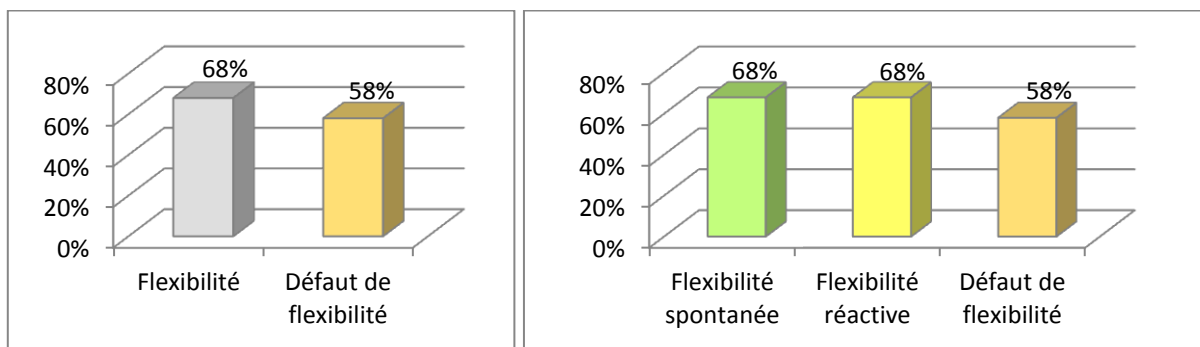 68%
58%
80%
60%
40%
20%
0%
Flexibilité
Défaut de
flexibilité
68%
68%
58%
80%
60%
40%
20%
0%
Flexibilité
spontanée
Flexibilité
réactive
Défaut de
flexibilité